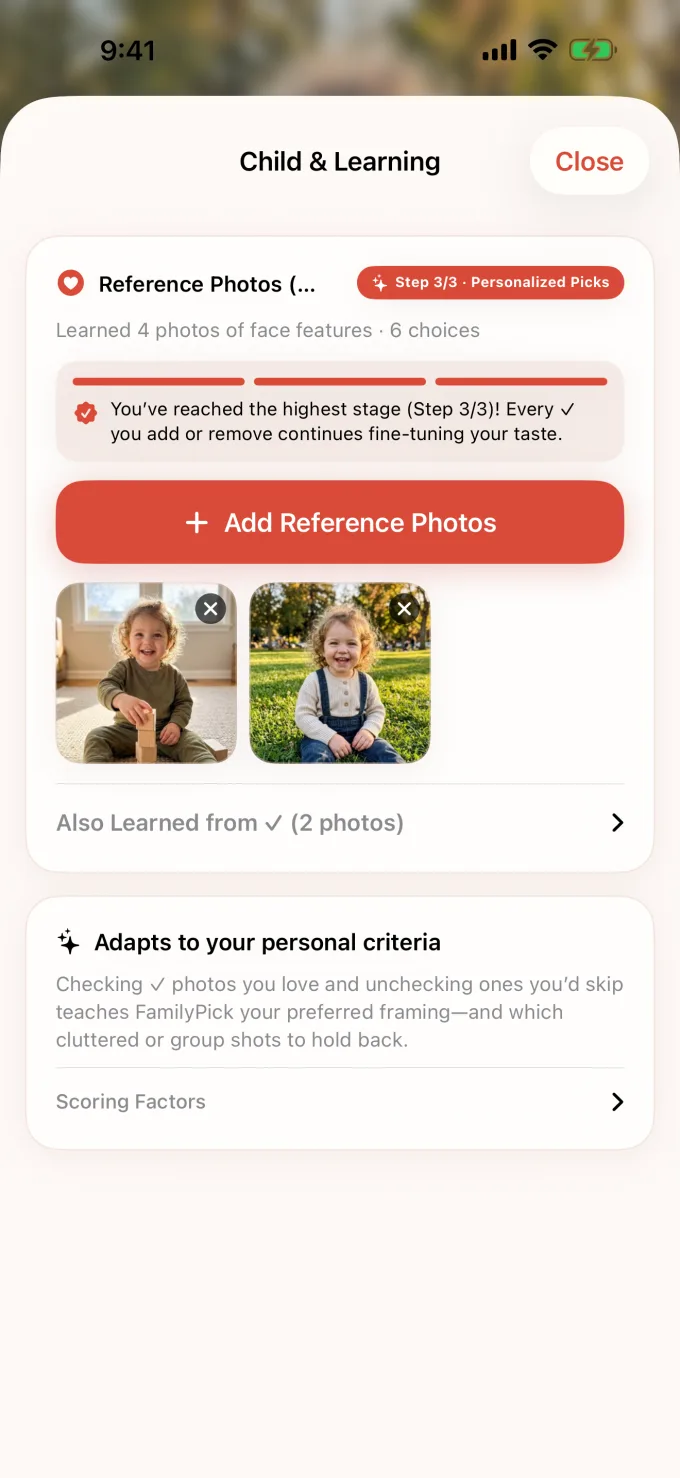 9:41
Child & Learning
Close
Reference Photos (...
Step 3/3 · Personalized Picks
Learned 4 photos of face features · 6 choices
You’ve reached the highest stage (Step 3/3)! Every ✓
you add or remove continues fine-tuning your taste.
+ Add Reference Photos
Also Learned from ✓ (2 photos)
Adapts to your personal criteria
Checking ✓ photos you love and unchecking ones you’d skip
teaches FamilyPick your preferred framing—and which
cluttered or group shots to hold back.
Scoring Factors